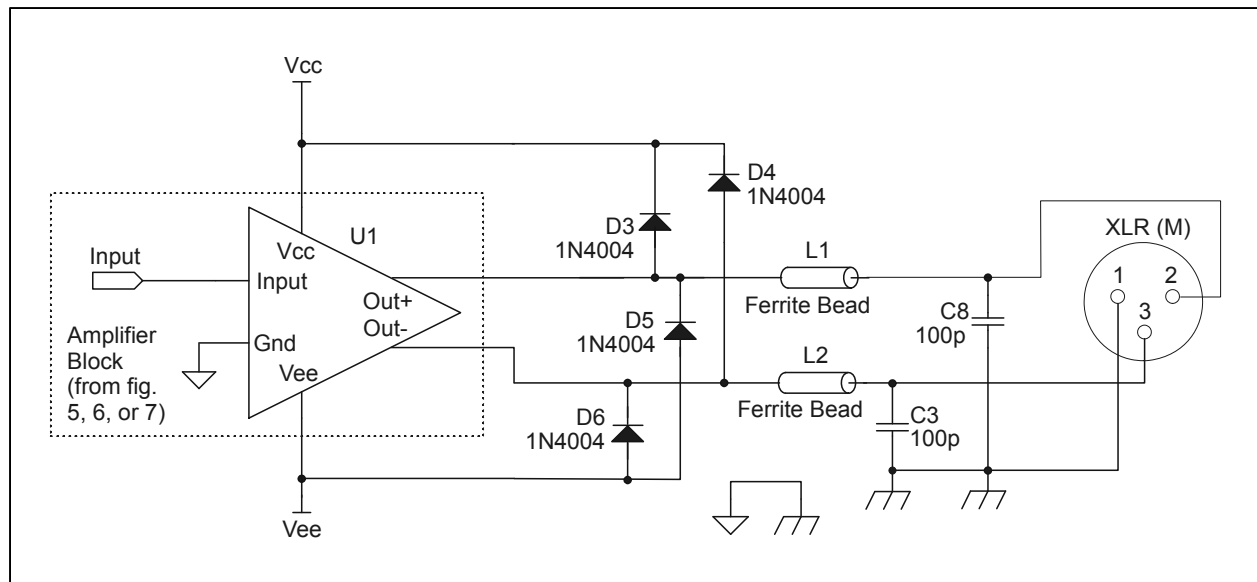 Vcc
D4
1N4004
D3
1N4004
XLR (M)
U1
Vcc
Input
Input
L1
Ferrite Bead
1
2
3
Out+
Out-
D5
1N4004
C8
100p
Amplifier
Block
(from fig.
5, 6, or 7)
Gnd
Vee
L2
Ferrite Bead
D6
1N4004
C3
100p
Vee